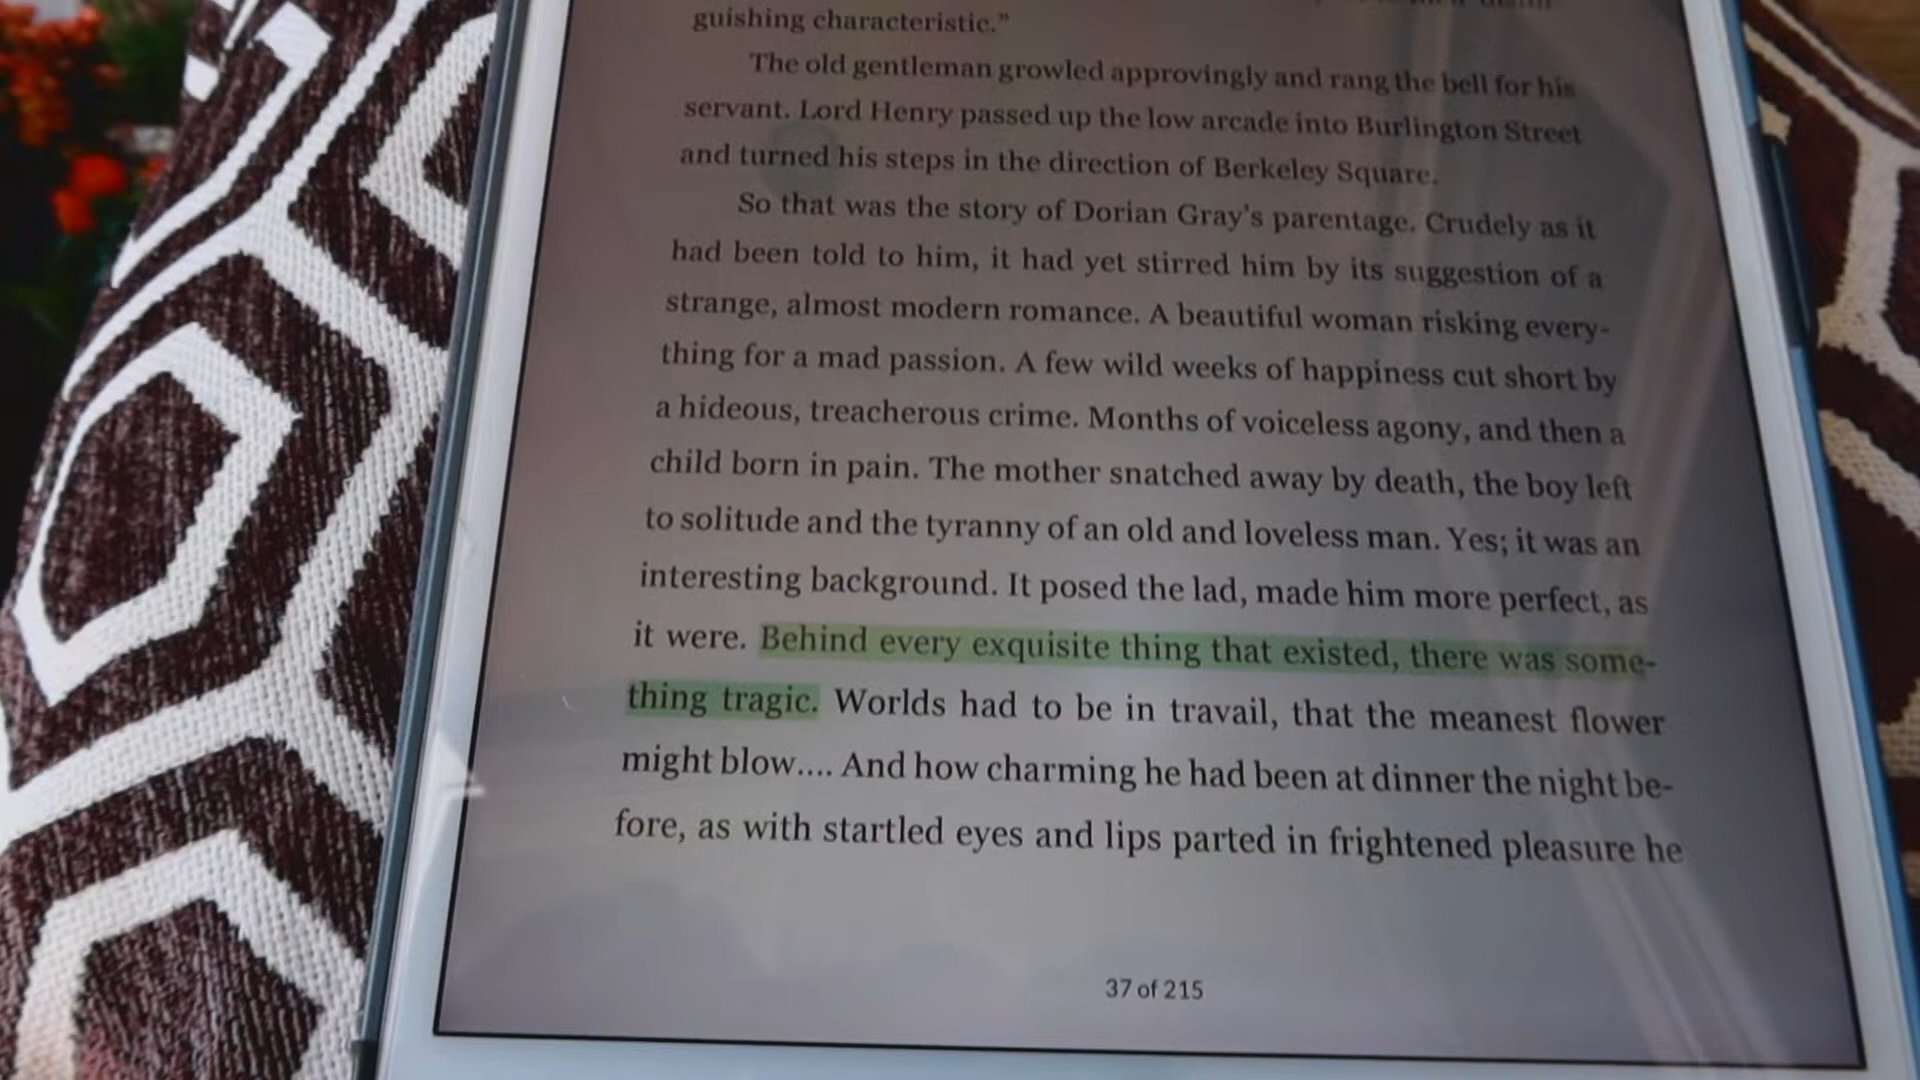 guishing characteristic."
The old gentleman growled approvingly and rang the bell for his
servant. Lord Henry passed up the low arcade into Burlington Street
and turned his steps in the direction of Berkeley Square.
So that was the story of Dorian Gray's parentage. Crudely as it
had been told to him, it had yet stirred him by its suggestion of a
strange, almost modern romance. A beautiful woman risking every-
thing for a mad passion. A few wild weeks of happiness cut short by
a hideous, treacherous crime. Months of voiceless agony, and then a
child born in pain. The mother snatched away by death, the boy left
to solitude and the tyranny of an old and loveless man. Yes; it was an
interesting background. It posed the lad, made him more perfect, as
it were. Behind every exquisite thing that existed, there was some-
thing tragic. Worlds had to be in travail, that the meanest flower
might blow.... And how charming he had been at dinner the night be-
fore, as with startled eyes and lips parted in frightened pleasure he
37 of 215